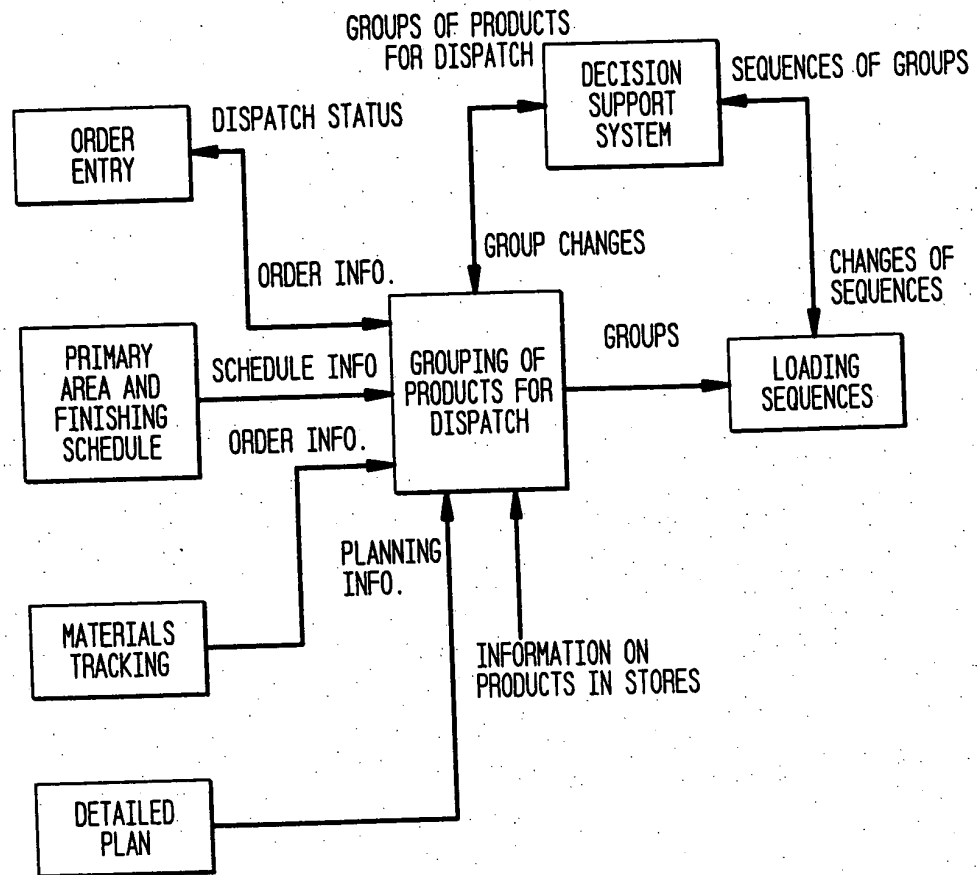 GROUPS OF PRODUCTS
FOR DISPATCH
DECISION
SUPPORT
SYSTEM
SEQUENCES OF GROUPS
ORDER
ENTRY
DISPATCH STATUS
GROUP CHANGES
ORDER INFO.
CHANGES OF
SEQUENCES
PRIMARY
AREA AND
FINISHING
SCHEDULE
SCHEDULE INFO
ORDER INFO.
GROUPING OF
PRODUCTS FOR
DISPATCH
GROUPS
LOADING
SEQUENCES
PLANNING
INFO.
MATERIALS
TRACKING
INFORMATION ON
PRODUCTS IN STORES
DETAILED
PLAN